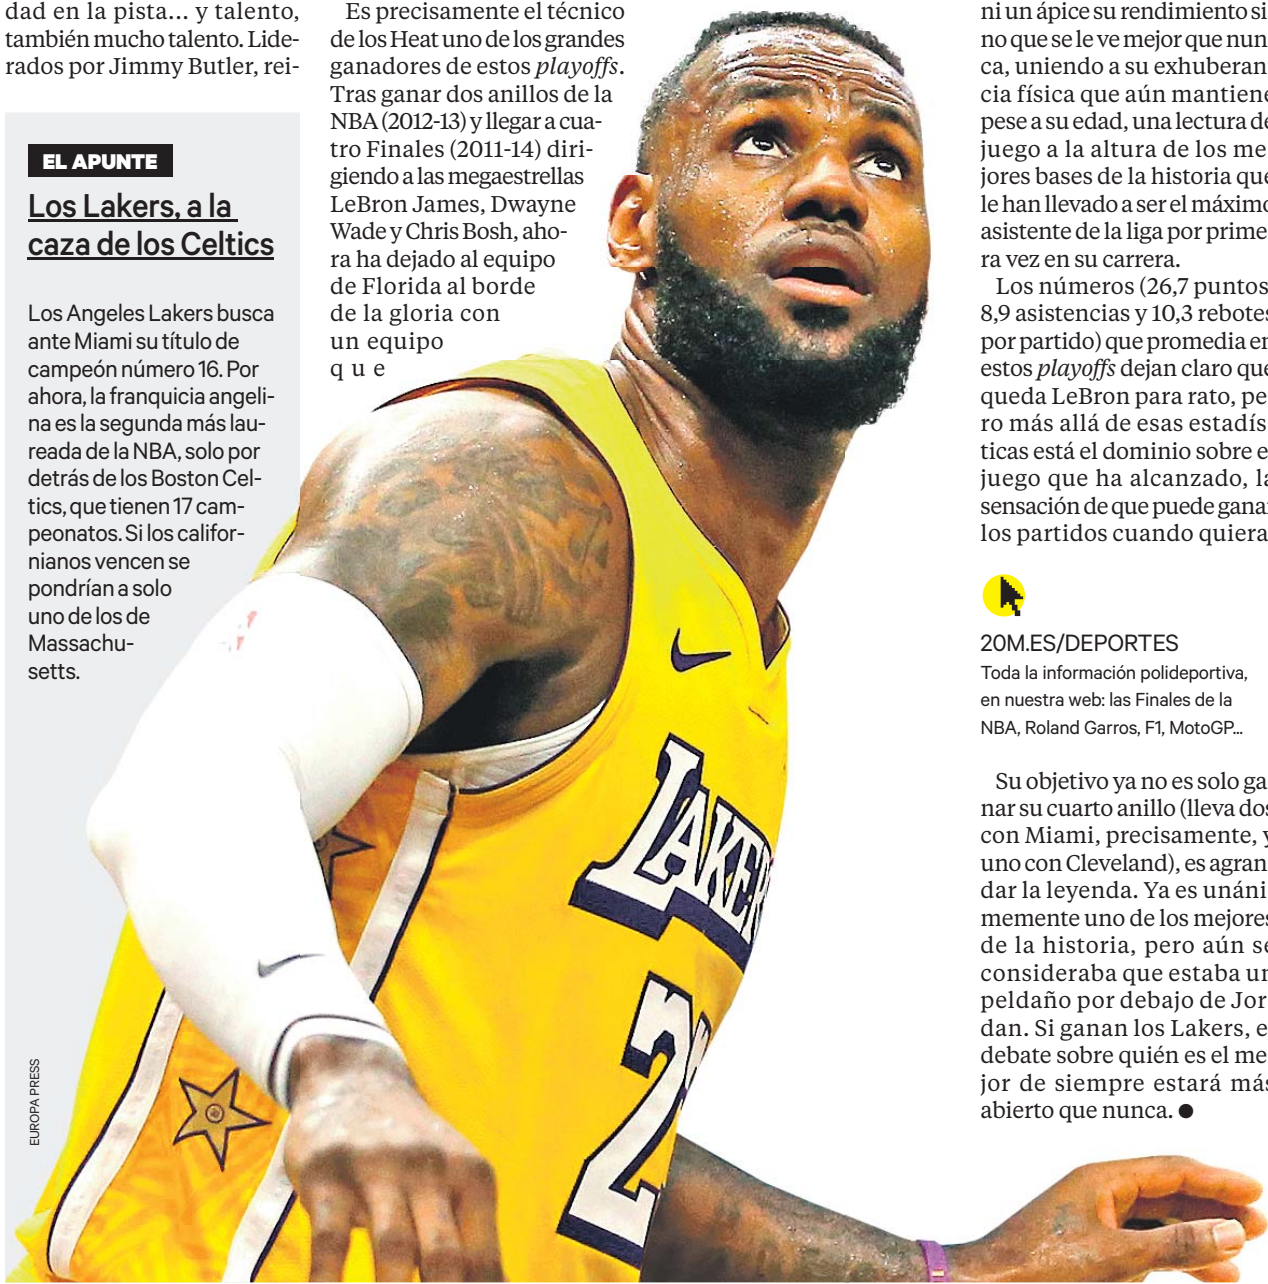 dad en la pista... y talento,
también mucho talento. Lide-
rados por Jimmy Butler, rei-
EL APUNTE
Los Lakers, a la
caza de los Celtics
Los Angeles Lakers busca
ante Miami su título de
campeón número 16. Por
ahora, la franquicia angeli-
na es la segunda más lau-
reada de la NBA, solo por
detrás de los Boston Cel-
tics, que tienen 17 cam-
peonatos. Si los califor-
nianos vencen se
pondrían a solo
uno de los de
Massachu-
setts.
EUROPA PRESS
Es precisamente el técnico
de los Heat uno de los grandes
ganadores de estos playoffs.
Tras ganar dos anillos de la
NBA (2012-13) y llegar a cua-
tro Finales (2011-14) diri-
giendo a las megaestrellas
LeBron James, Dwayne
Wade y Chris Bosh, aho-
ra ha dejado al equipo
de Florida al borde
de la gloria con
un equipo
que
LAKERS
2
ni un ápice su rendimiento si
no que se le ve mejor que nun
ca, uniendo a su exhuberan
cia física que aún mantiene
pese a su edad, una lectura de
juego a la altura de los me
jores bases de la historia que
le han llevado a ser el máximo
asistente de la liga por prime
ra vez en su carrera.
Los números (26,7 puntos,
8,9 asistencias y 10,3 rebotes
por partido) que promedia en
estos playoffs dejan claro que
queda LeBron para rato, pe
ro más allá de esas estadís
ticas está el dominio sobre e
juego que ha alcanzado, la
sensación de que puede ganar
los partidos cuando quiera.
20M.ES/DEPORTES
Toda la información polideportiva,
en nuestra web: las Finales de la
NBA, Roland Garros, F1, MotoGP...
Su objetivo ya no es solo ga
nar su cuarto anillo (lleva dos
con Miami, precisamente, y
uno con Cleveland), es agran
dar la leyenda. Ya es unáni
memente uno de los mejores
de la historia, pero aún se
consideraba que estaba un
peldaño por debajo de Jor
dan. Si ganan los Lakers, e
debate sobre quién es el me
jor de siempre estará más
abierto que nunca. ●